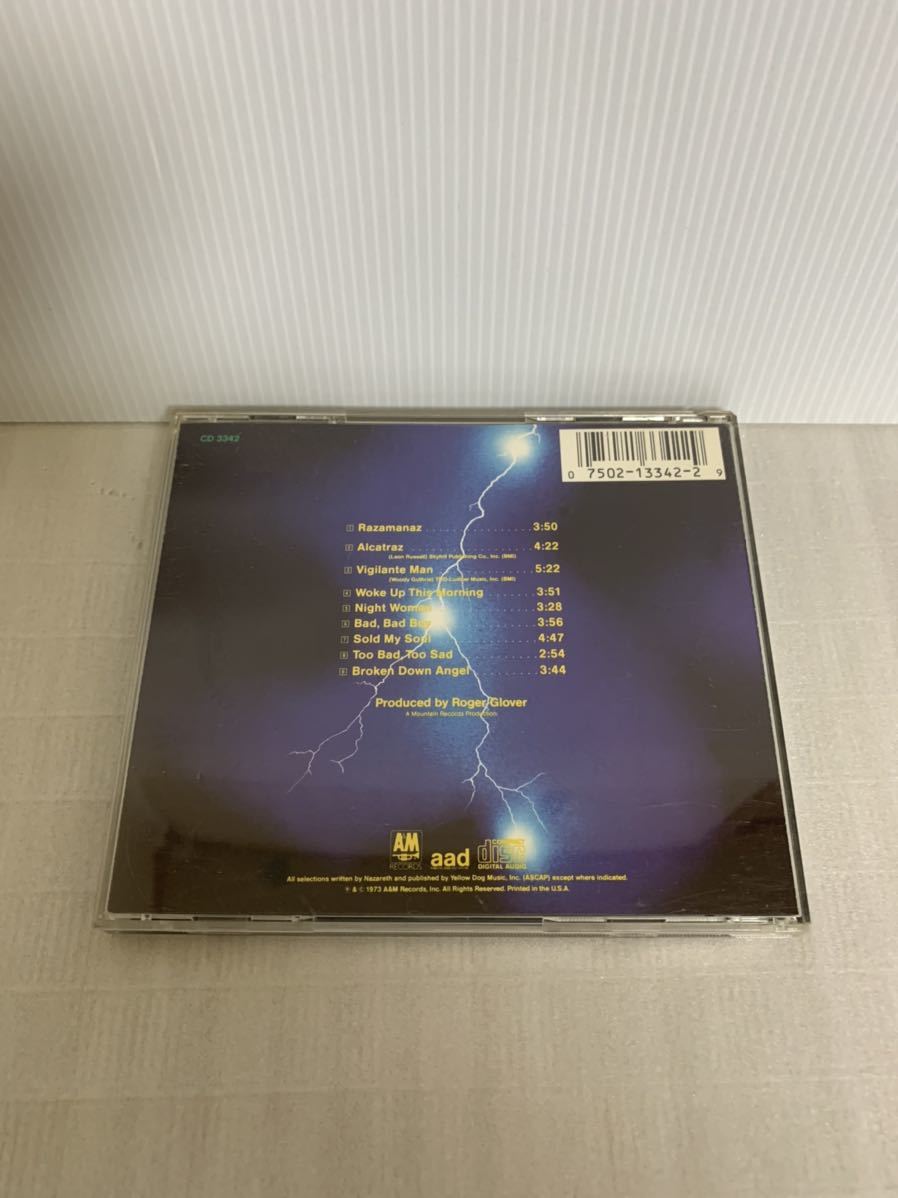 CD 3342
0 7502-13342-2 9
1 Razamanaz 3:50
2 Alcatraz 4:22
(Leon Russell) Skyhill Publishing Co., Inc. (BMI)
3 Vigilante Man 5:22
(Woody Guthrie) TRO-Ludlow Music, Inc. (BMI)
4 Woke Up This Morning 3:51
5 Night Woman 3:28
6 Bad, Bad Boy 3:56
7 Sold My Soul 4:47
8 Too Bad, Too Sad 2:54
9 Broken Down Angel 3:44
Produced by Roger Glover
A Mountain Records Production.
A&M RECORDS
aad
COMPACT disc DIGITAL AUDIO
All selections written by Nazareth and published by Yellow Dog Music, Inc. (ASCAP) except where indicated.
℗ & © 1973 A&M Records, Inc. All Rights Reserved. Printed in the U.S.A.